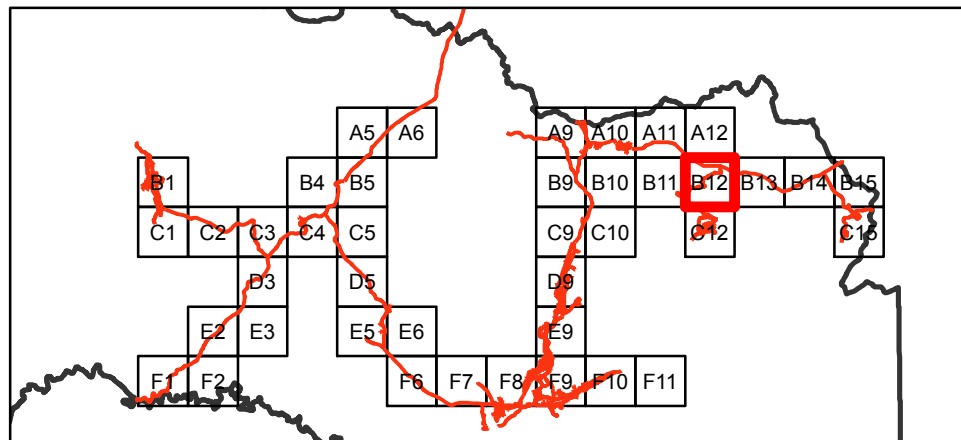 A5 A6 A9 A10 A11 A12
B1 B4 B5 B9 B10 B11 B12 B13 B14 B15
C1 C2 C3 C4 C5 C9 C10 C12 C15
D3 D5 D9
E2 E3 E5 E6 E9
F1 F2 F6 F7 F8 F9 F10 F11